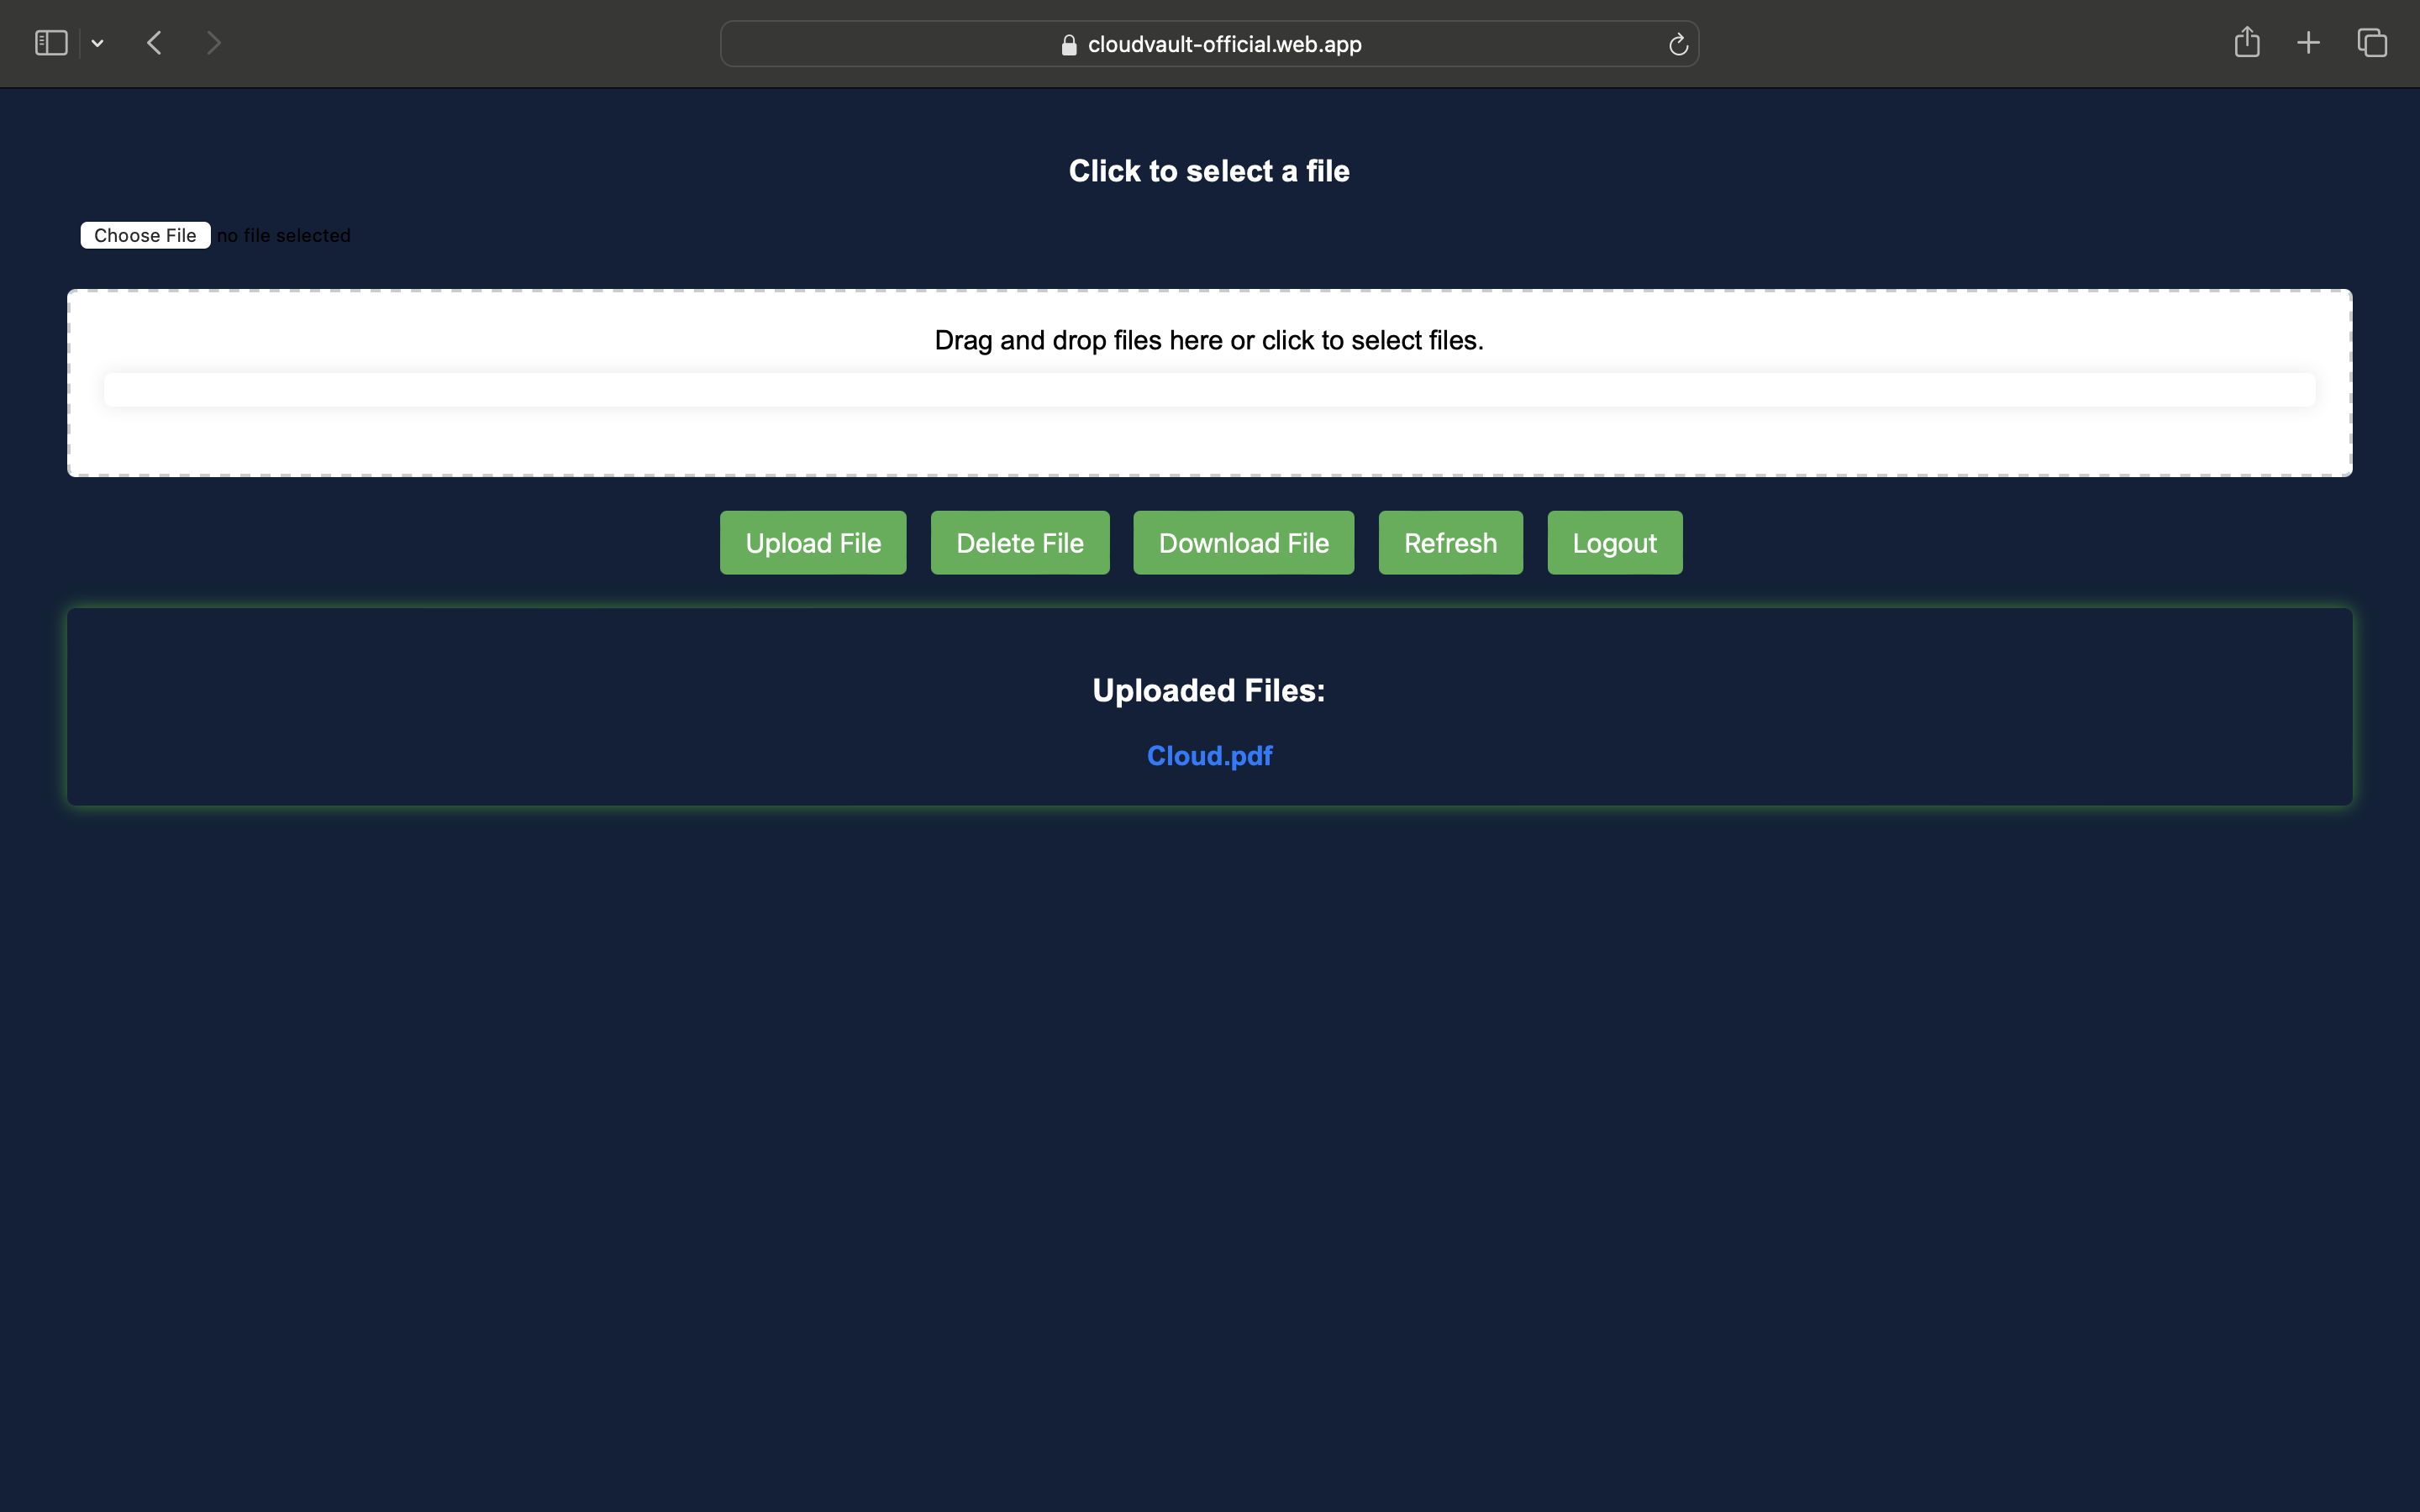 cloudvault-official.web.app
Click to select a file
Choose File no file selected
Drag and drop files here or click to select files.
Upload File Delete File Download File Refresh Logout
Uploaded Files:
Cloud.pdf